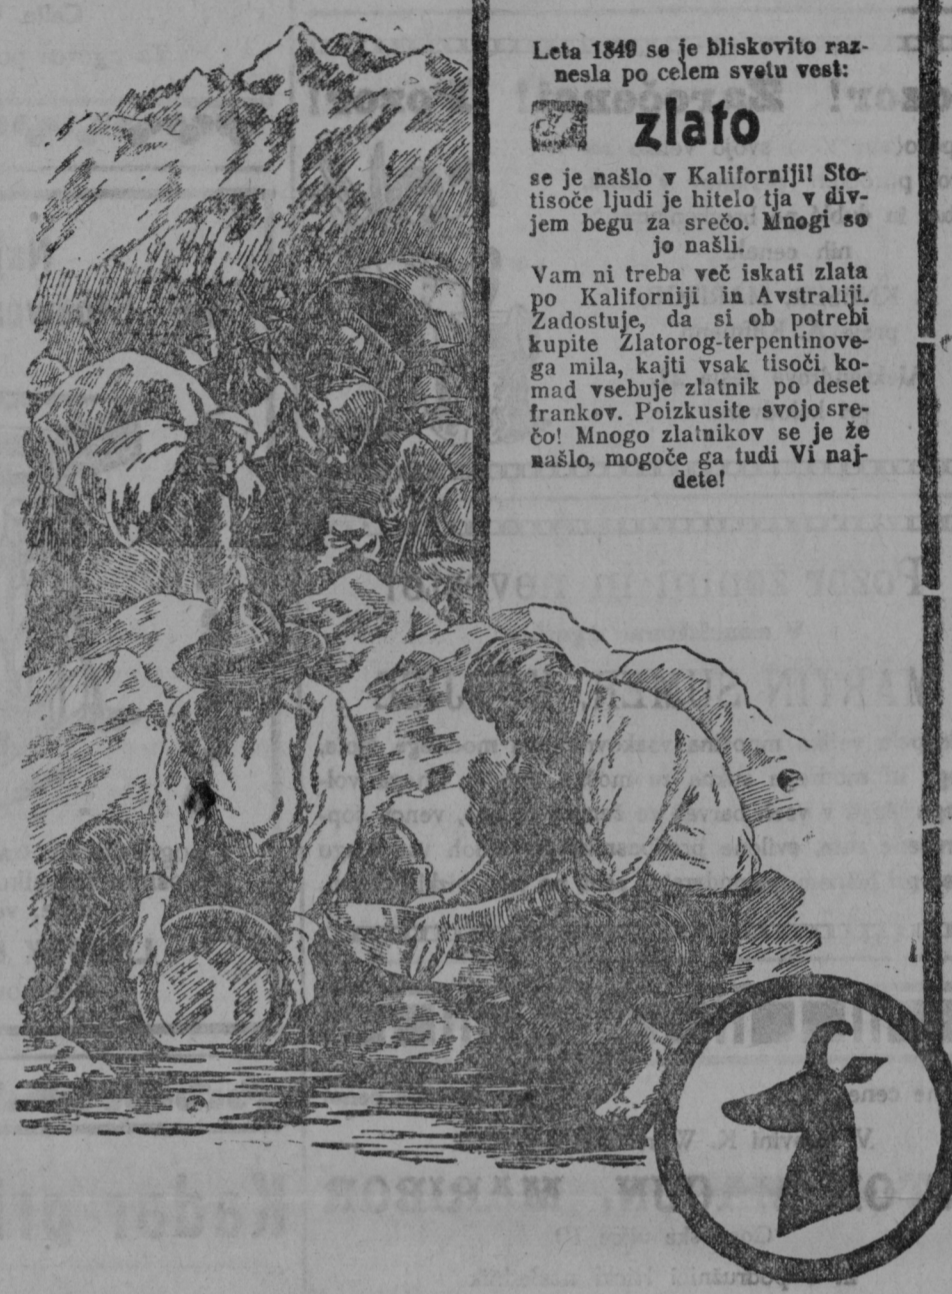 Leta 1849 se je bliskovito raz-
nesla po celem svetu vest:
zlato
se je našlo v Kaliforniji! Sto-
tisoče ljudi je hitelo tja v div-
jem begu za srečo. Mnogi so
jo našli.
Vam ni treba več iskati zlata
po Kaliforniji in Avstraliji.
Zadostuje, da si ob potrebi
kupite Zlatorog-terpentinove-
ga mila, kajti vsak tisoči ko-
mad vsebuje zlatnik po deset
frankov. Poizkusite svojo sre-
čo! Mnogo zlatnikov se je že
našlo, mogoče ga tudi Vi naj-
dete!